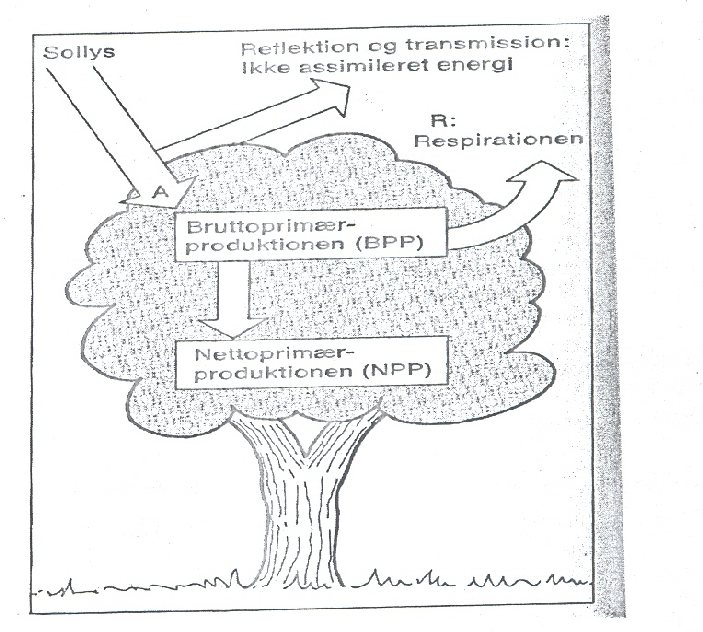 Sollys
Reflektion og transmission:
Ikke assimileret energi
R:
Respirationen
A
Bruttoprimær-
produktionen (BPP)
Nettoprimær-
produktionen (NPP)